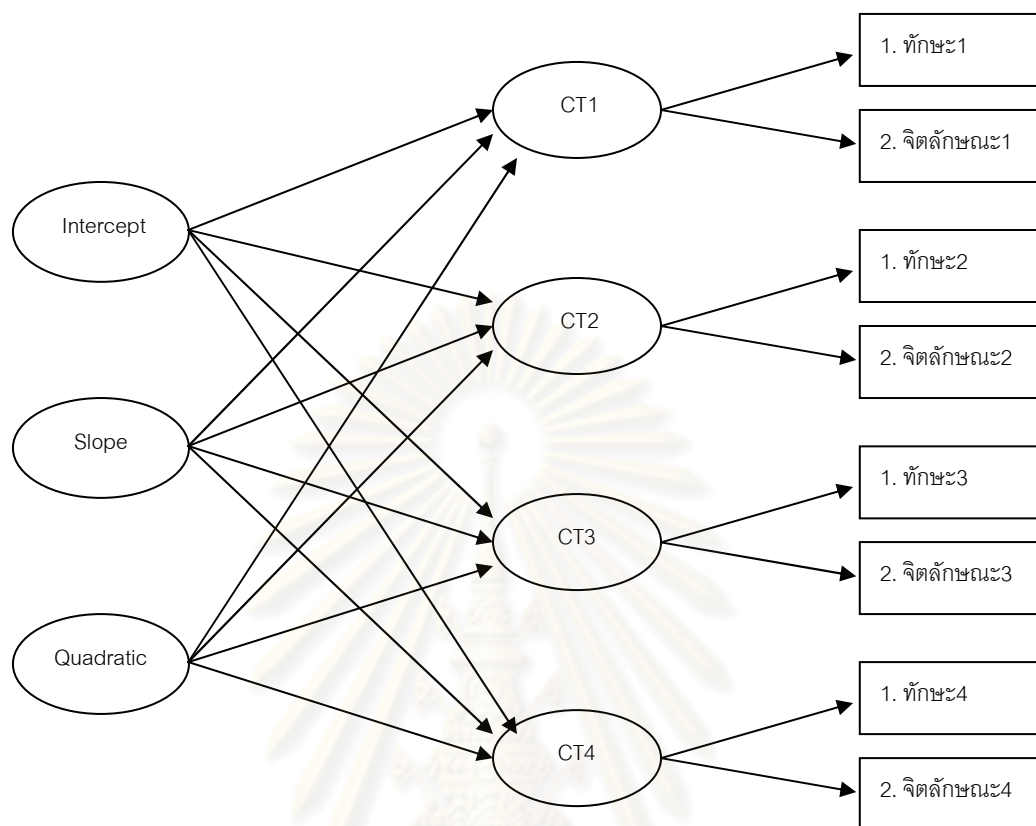 1. ทักษะ1
CT1
2. จิตลักษณะ1
Intercept
1. ทักษะ2
CT2
2. จิตลักษณะ2
Slope
1. ทักษะ3
CT3
2. จิตลักษณะ3
Quadratic
1. ทักษะ4
CT4
2. จิตลักษณะ4